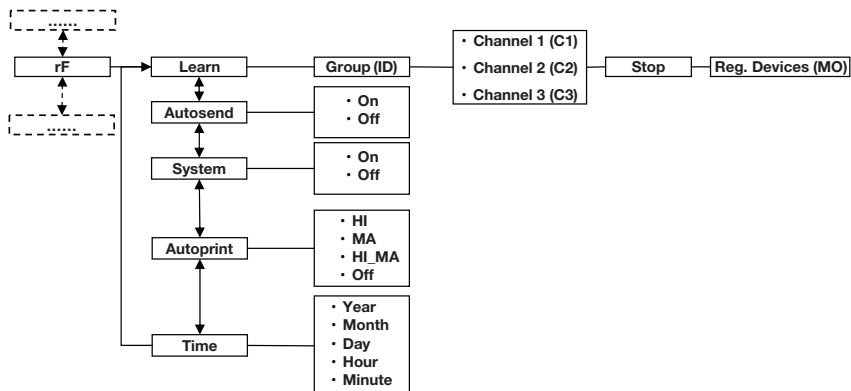 ......
rF
......
Learn
Group (ID)
· Channel 1 (C1)
· Channel 2 (C2)
· Channel 3 (C3)
Stop
Reg. Devices (MO)
Autosend
· On
· Off
System
· On
· Off
Autoprint
· HI
· MA
· HI_MA
· Off
Time
· Year
· Month
· Day
· Hour
· Minute